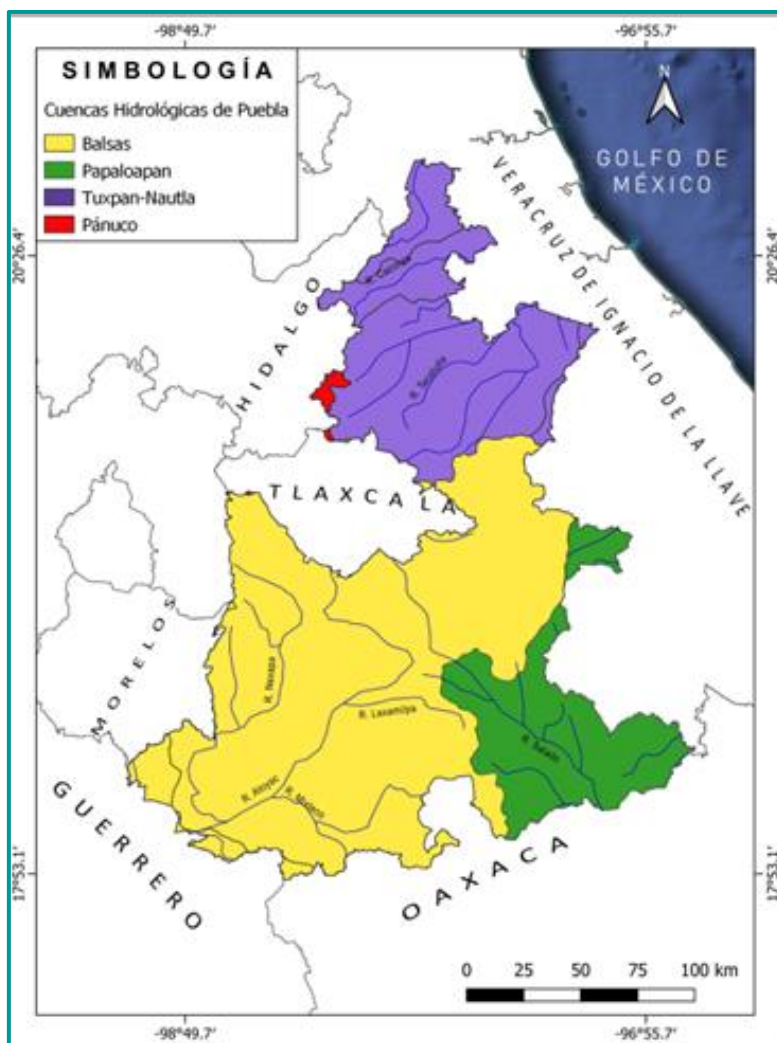 -98°49.7'
-96°55.7'
SIMBOLOGÍA
Cuencas Hidrológicas de Puebla
Balsas
Papaloapan
Tuxpan-Nautla
Pánuco
N
GOLFO DE
MÉXICO
20°26.4'
20°26.4'
VERACRUZ DE IGNACIO DE LA LLAVE
HIDALGO
R.
TLAXCALA
MORELOS
R. Nexapa
R. Laxamilpa
R. Salado
R. Atoyac
R. Mixteco
GUERRERO
OAXACA
17°53.1'
17°53.1'
0 25 50 75 100 km
-98°49.7'
-96°55.7'